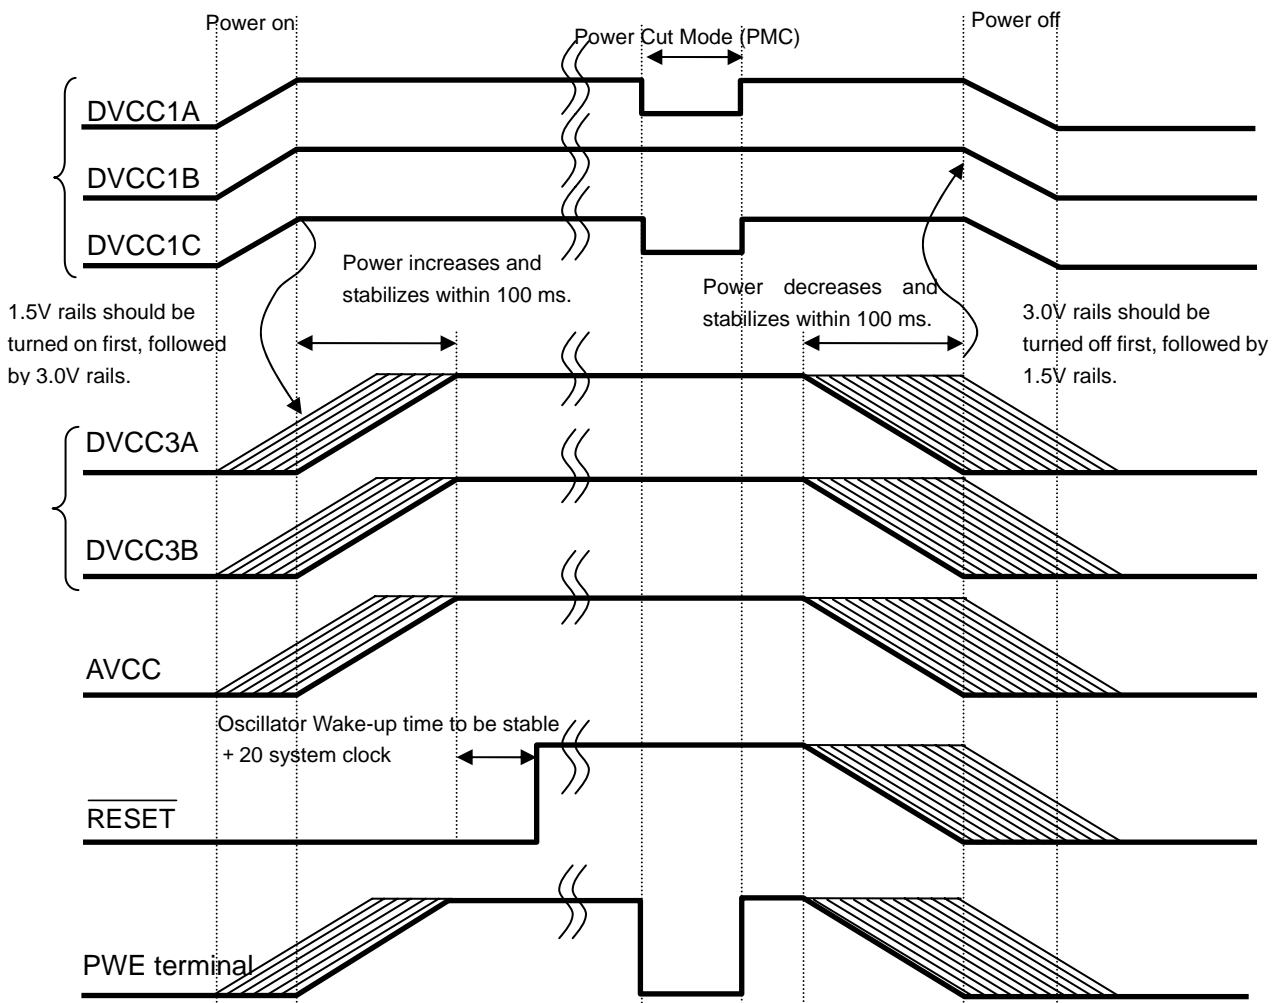 Power on
Power off
Power Cut Mode (PMC)
DVCC1A
DVCC1B
DVCC1C
Power increases and
stabilizes within 100 ms.
Power decreases and
stabilizes within 100 ms.
1.5V rails should be
turned on first, followed
by 3.0V rails.
3.0V rails should be
turned off first, followed by
1.5V rails.
DVCC3A
DVCC3B
AVCC
Oscillator Wake-up time to be stable
+ 20 system clock
RESET
PWE terminal